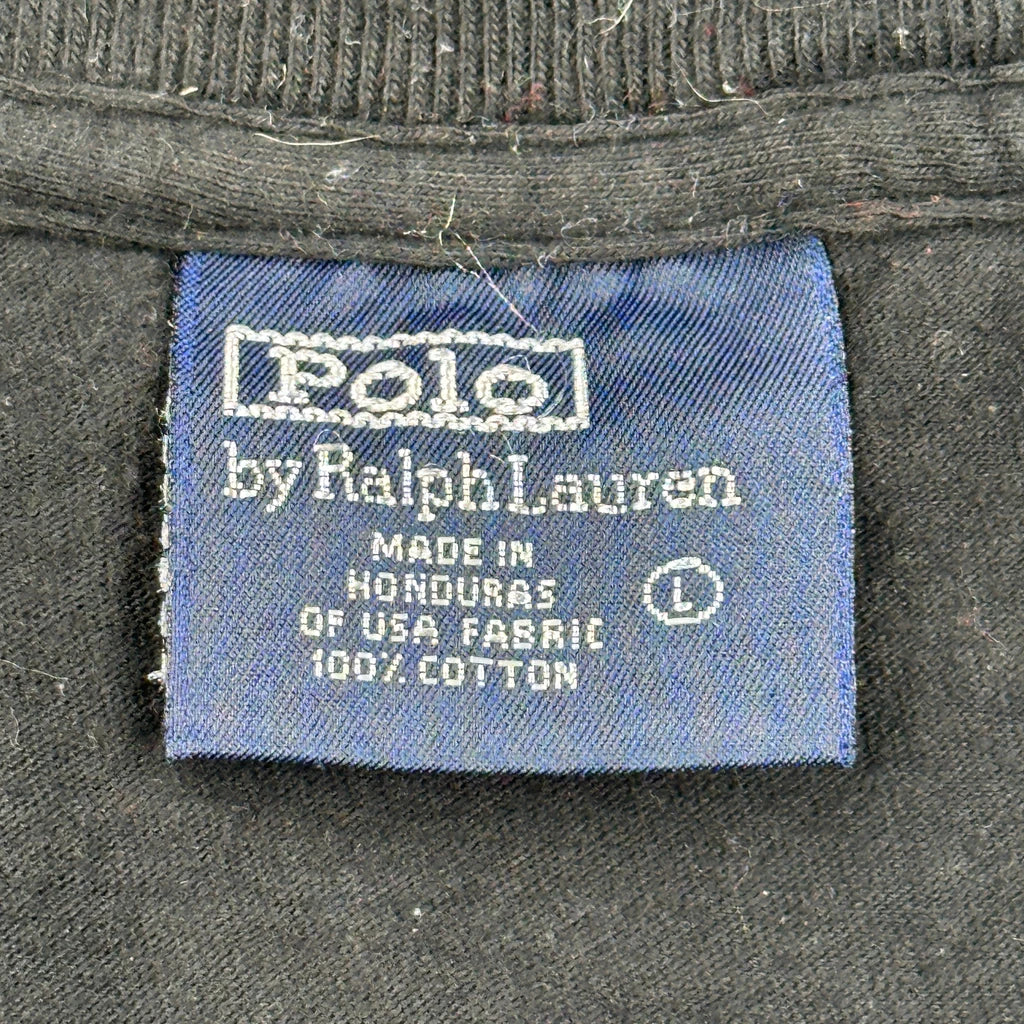 Polo
by Ralph Lauren
MADE IN
HONDURAS
OF USA FABRIC
100% COTTON
L